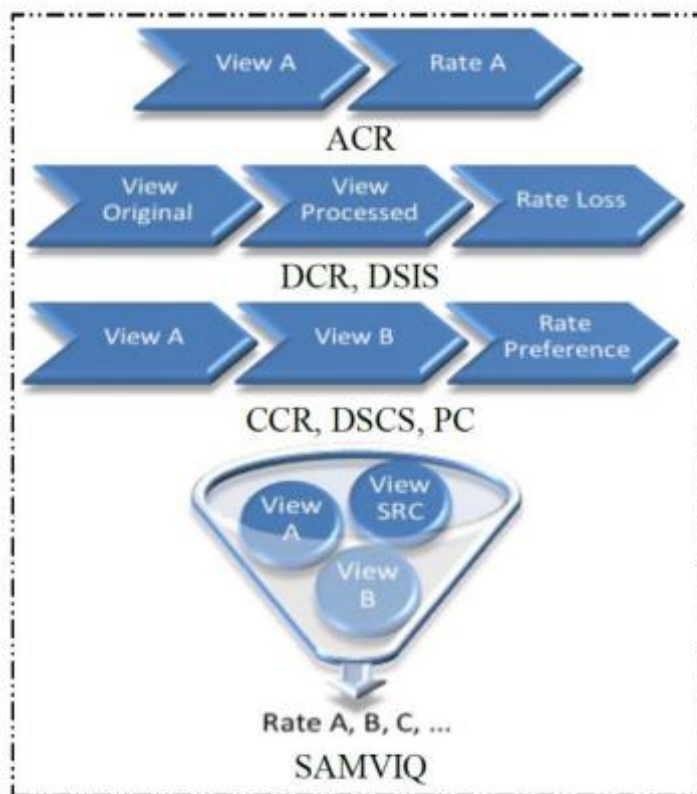 View A
Rate A
ACR
View
Original
View
Processed
Rate Loss
DCR, DSIS
View A
View B
Rate
Preference
CCR, DSCS, PC
View
A
View
SRC
View
B
Rate A, B, C, ...
SAMVIQ